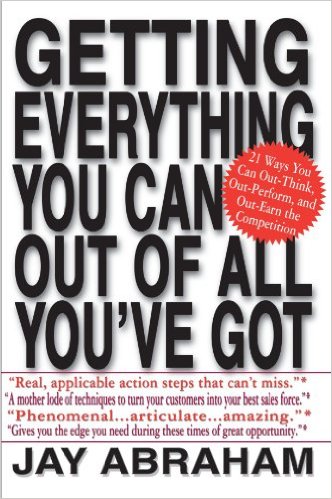 GETTING
EVERYTHING
YOU CAN
OUT OF ALL
YOU'VE GOT
21 Ways You
Can Out-Think,
Out-Perform, and
Out-Earn the
Competition
"Real, applicable action steps that can't miss."*
"A mother lode of techniques to turn your customers into your best sales force."*
"Phenomenal...articulate...amazing."*
"Gives you the edge you need during these times of great opportunity."*
JAY ABRAHAM